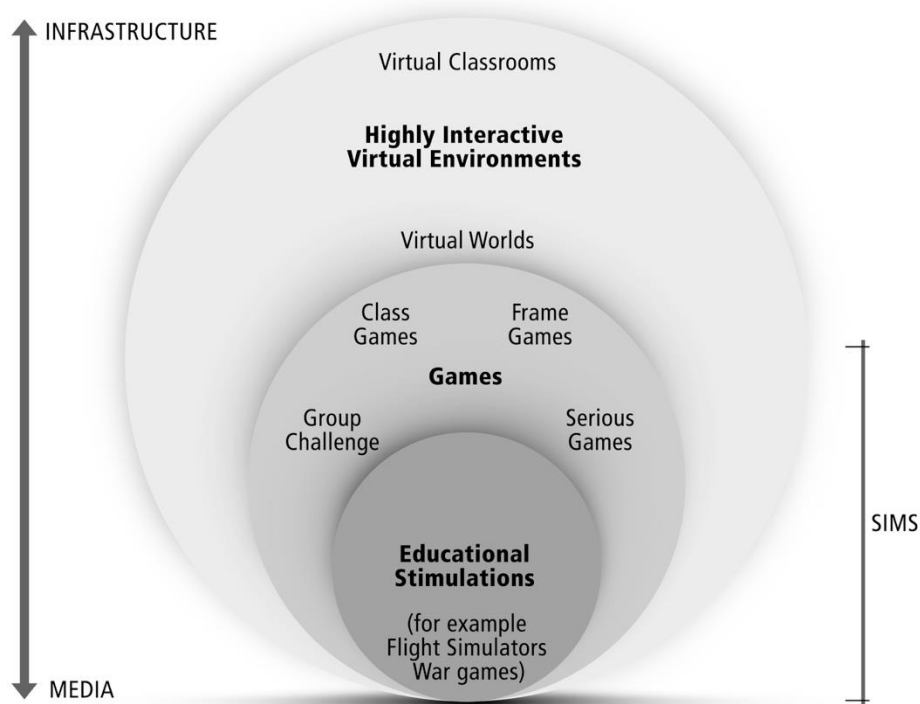 INFRASTRUCTURE
Virtual Classrooms
Highly Interactive
Virtual Environments
Virtual Worlds
Class
Games
Frame
Games
Games
Group
Challenge
Serious
Games
SIMS
Educational
Stimulations
(for example
Flight Simulators
War games)
MEDIA